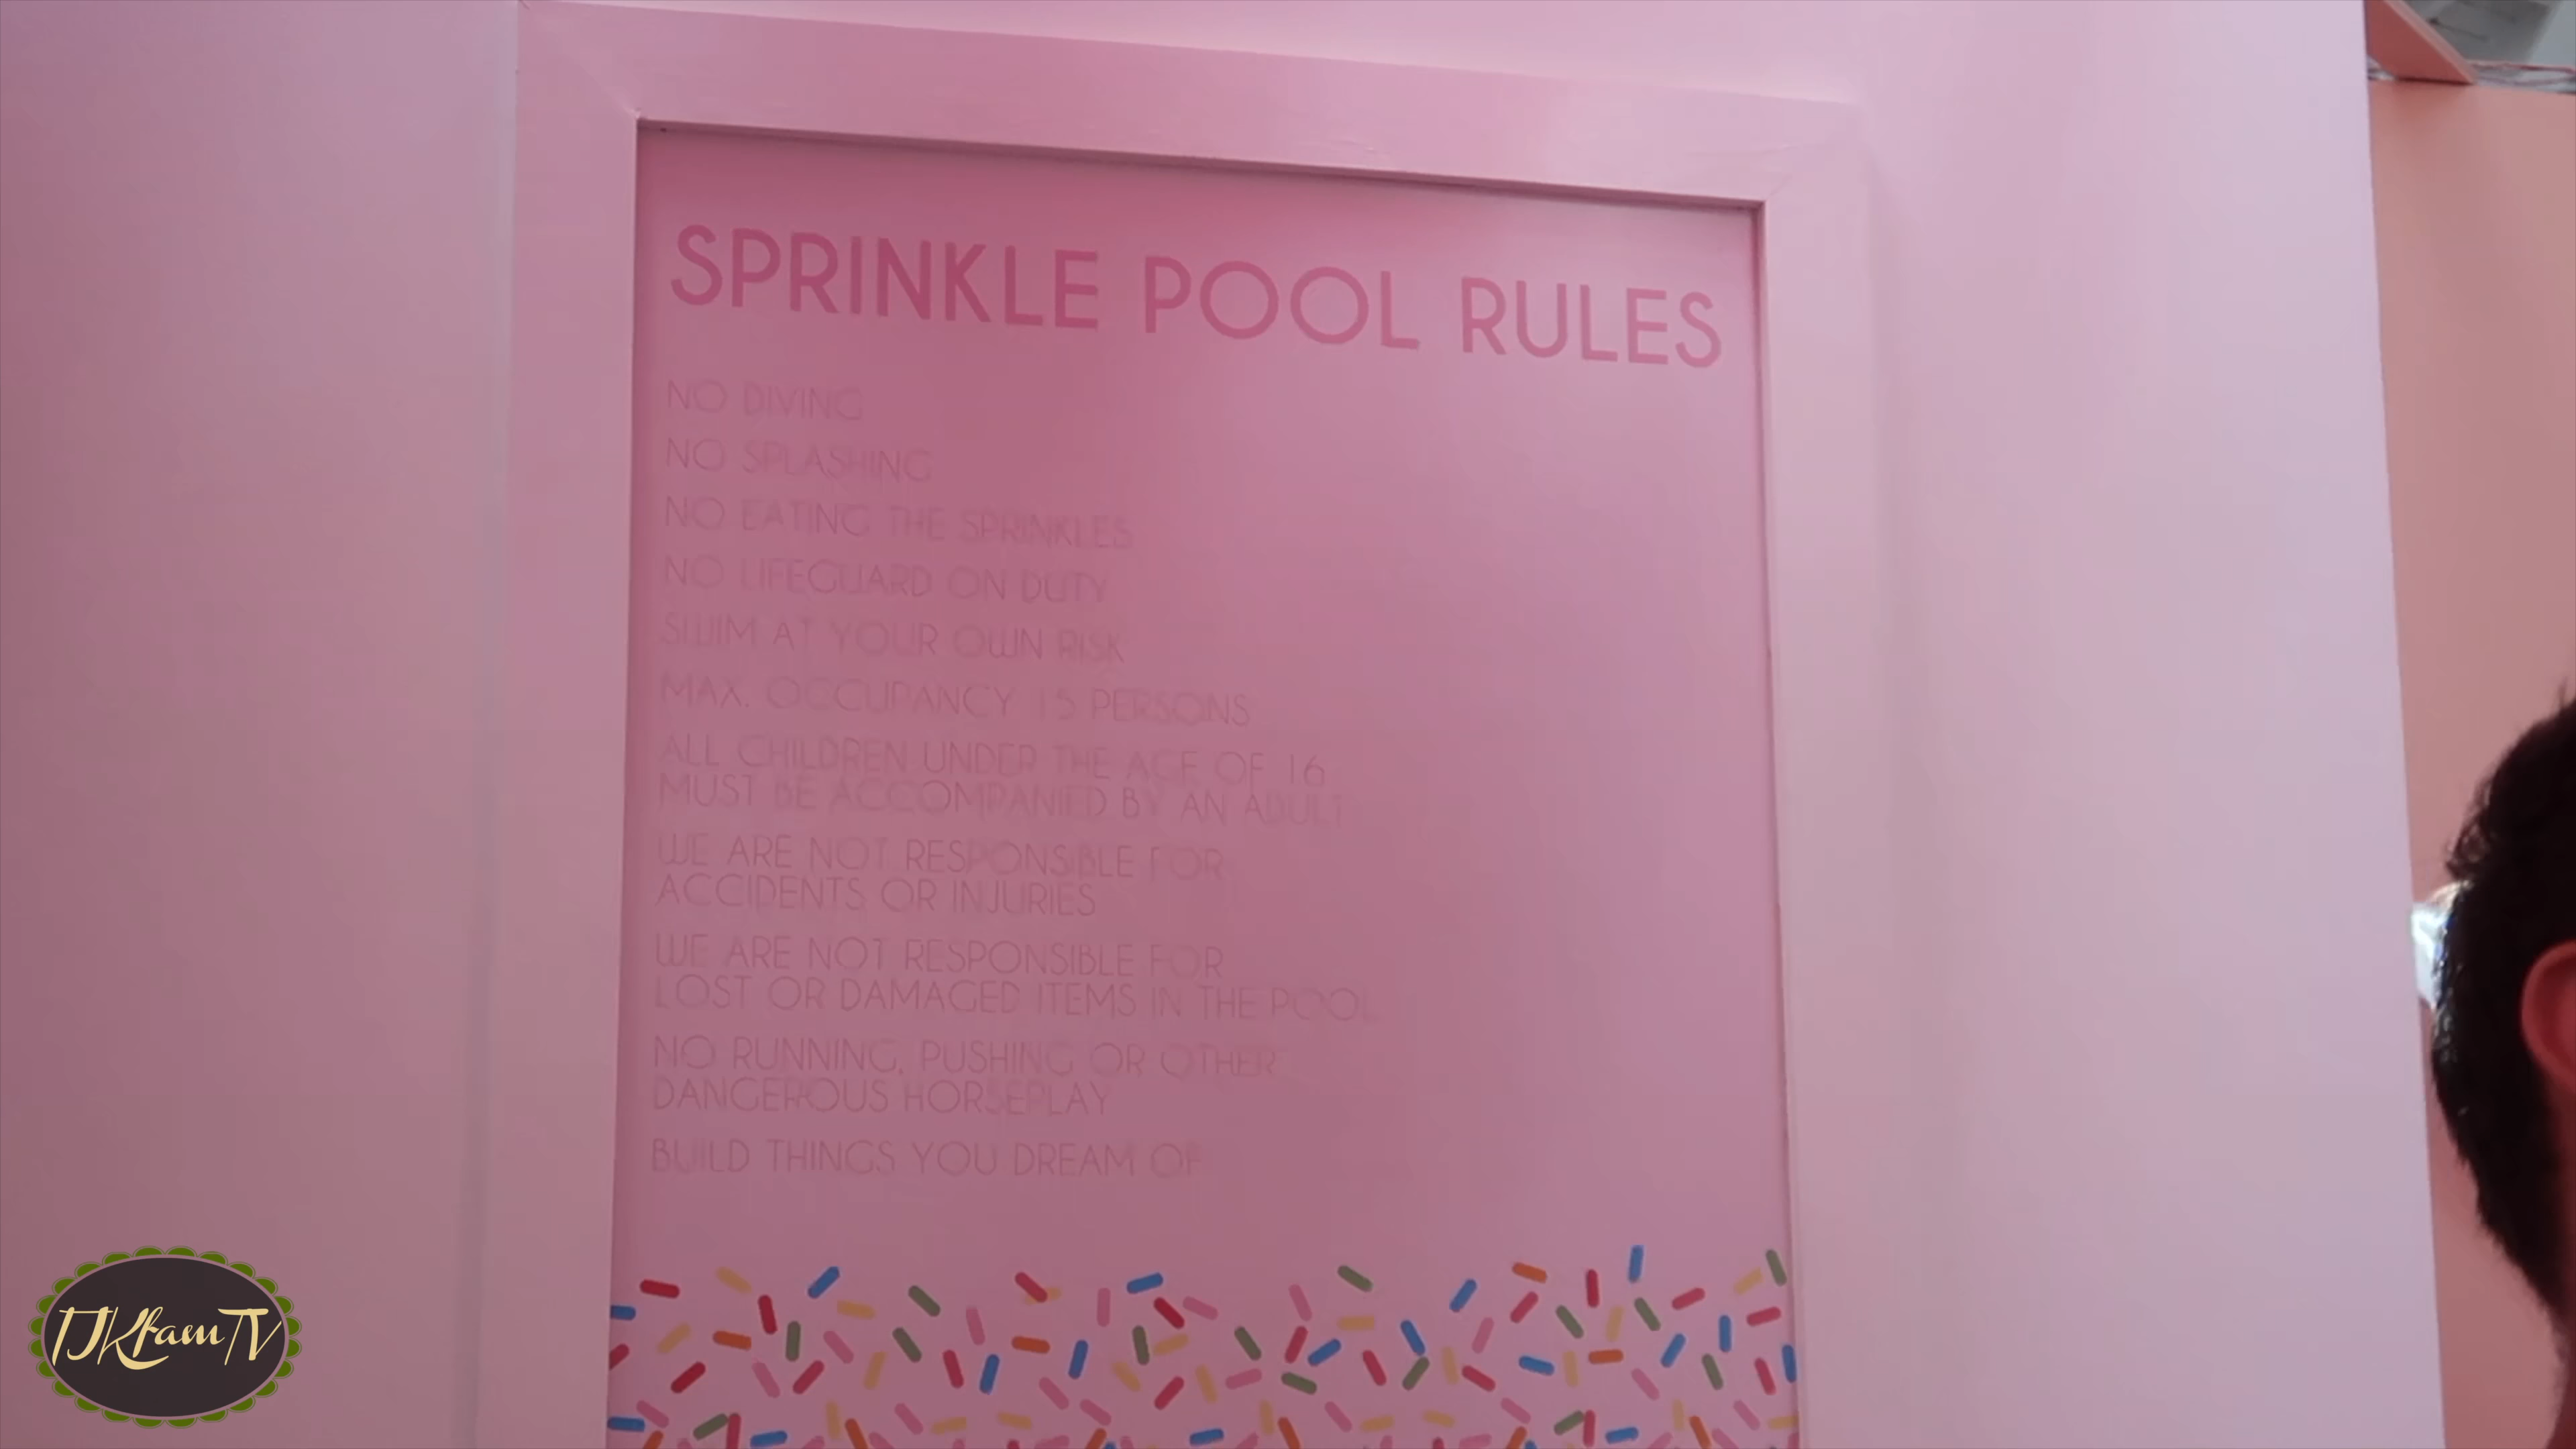 SPRINKLE POOL RULES
NO DIVING
NO SPLASHING
NO EATING THE SPRINKLES
NO LIFEGUARD ON DUTY
SWIM AT YOUR OWN RISK
MAX. OCCUPANCY 15 PERSONS
ALL CHILDREN UNDER THE AGE OF 16
MUST BE ACCOMPANIED BY AN ADULT
WE ARE NOT RESPONSIBLE FOR
ACCIDENTS OR INJURIES
WE ARE NOT RESPONSIBLE FOR
LOST OR DAMAGED ITEMS IN THE POOL
NO RUNNING, PUSHING OR OTHER
DANGEROUS HORSEPLAY
BUILD THINGS YOU DREAM OF
TJKfam TV